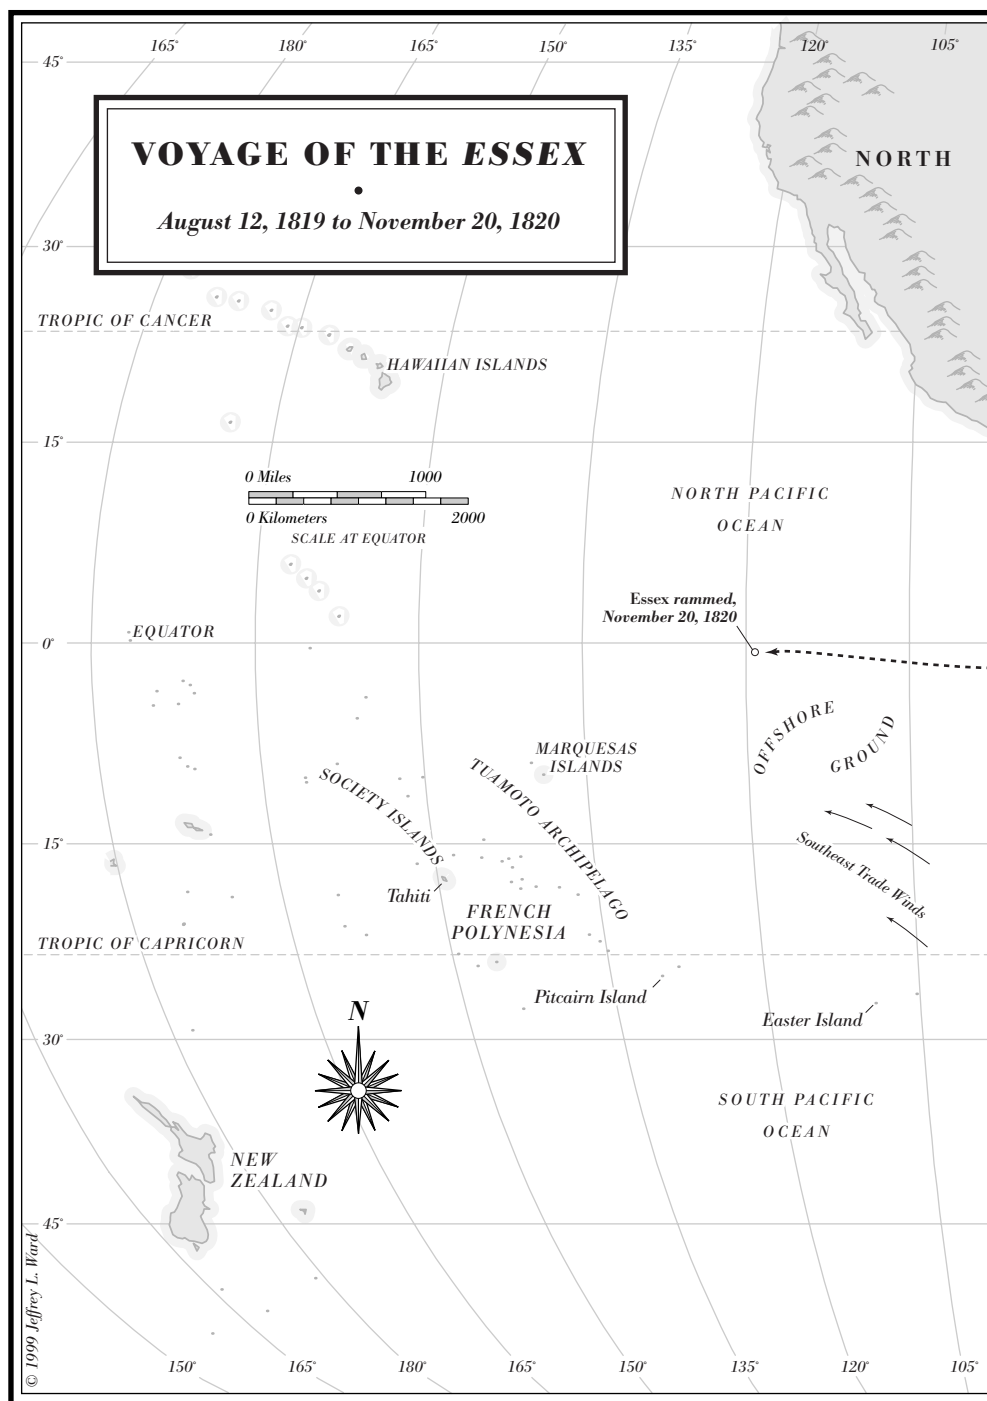 165° 180° 165° 150° 135° 120° 105°
45°
VOYAGE OF THE ESSEX
•
August 12, 1819 to November 20, 1820
NORTH
30°
TROPIC OF CANCER
HAWAIIAN ISLANDS
15°
0 Miles 1000
0 Kilometers 2000
SCALE AT EQUATOR
NORTH PACIFIC
OCEAN
Essex rammed,
November 20, 1820
EQUATOR
0°
OFFSHORE
GROUND
MARQUESAS
ISLANDS
SOCIETY ISLANDS
TUAMOTO ARCHIPELAGO
15°
Southeast Trade Winds
Tahiti
FRENCH
POLYNESIA
TROPIC OF CAPRICORN
Pitcairn Island
Easter Island
N
30°
SOUTH PACIFIC
OCEAN
NEW
ZEALAND
45°
© 1999 Jeffrey L. Ward
150° 165° 180° 165° 150° 135° 120° 105°